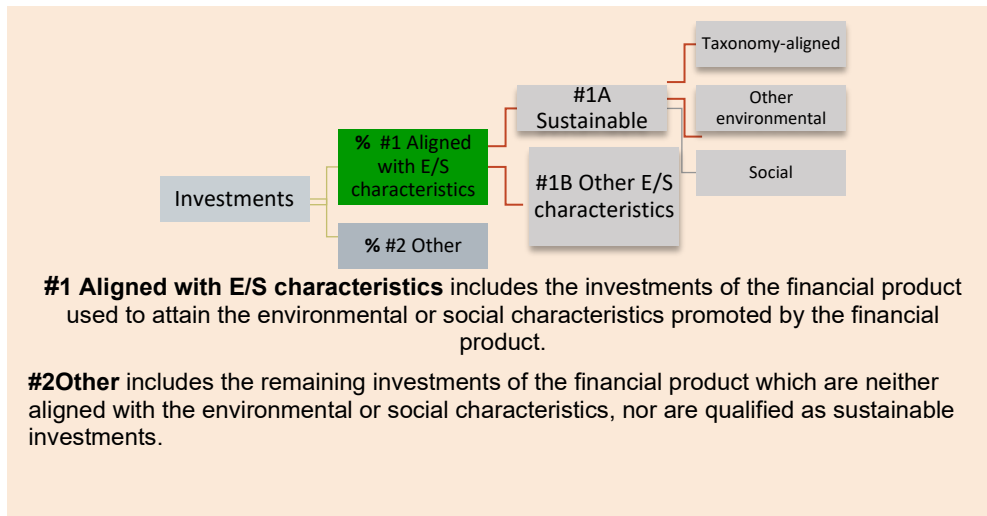 Taxonomy-aligned
#1A
Sustainable
Other
environmental
% #1 Aligned
with E/S
characteristics
Social
#1B Other E/S
characteristics
Investments
% #2 Other
#1 Aligned with E/S characteristics includes the investments of the financial product
used to attain the environmental or social characteristics promoted by the financial
product.
#2Other includes the remaining investments of the financial product which are neither
aligned with the environmental or social characteristics, nor are qualified as sustainable
investments.